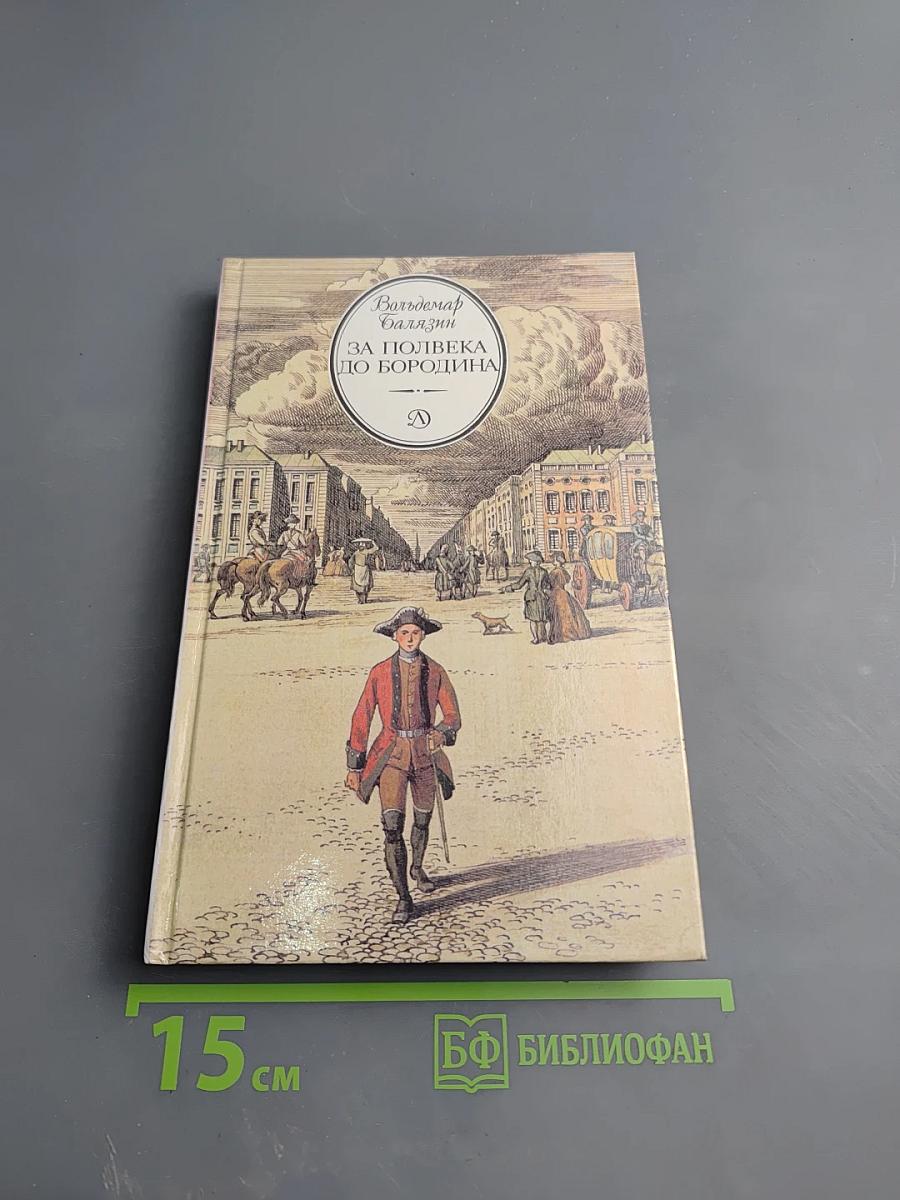 Вольдемар
Балязин
ЗА ПОЛВЕКА
ДО БОРОДИНА
Д
15 см
БФ БИБЛИОФАН